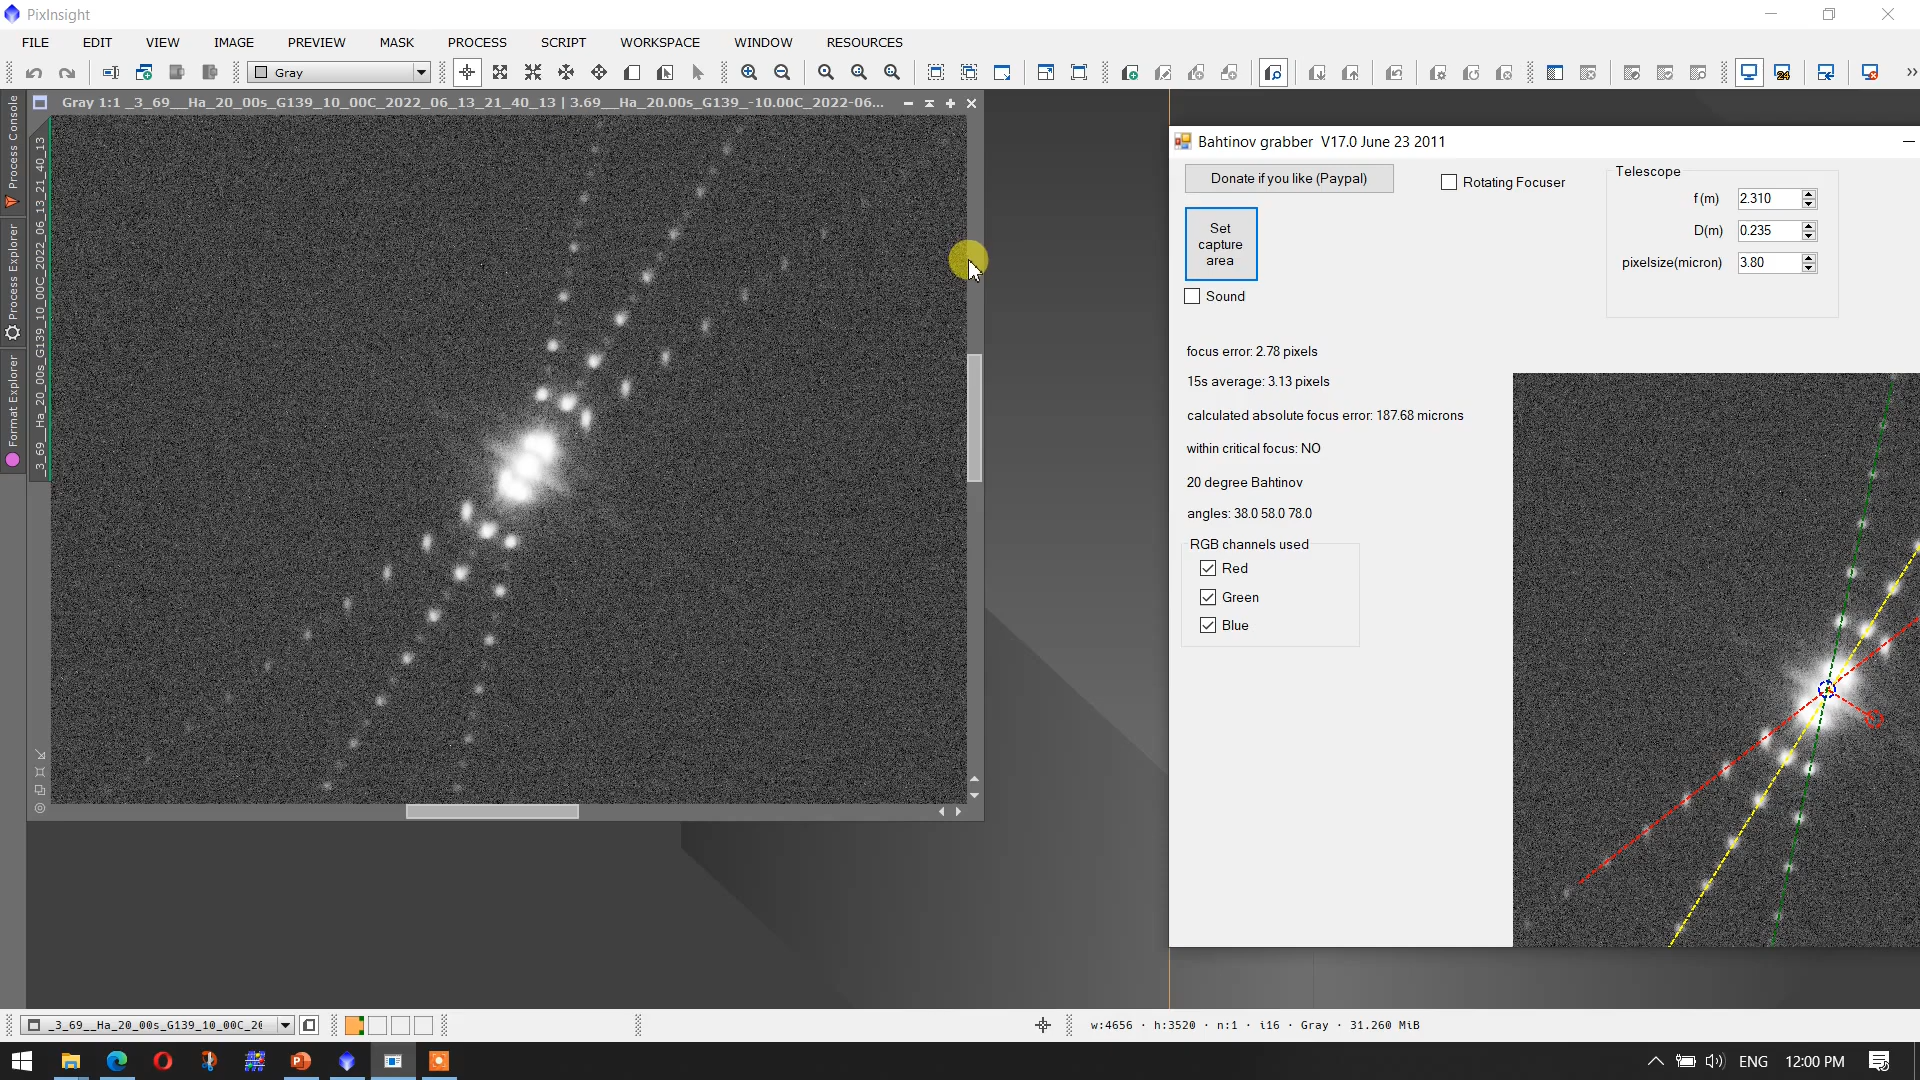 PixInsight
FILE EDIT VIEW IMAGE PREVIEW MASK PROCESS SCRIPT WORKSPACE WINDOW RESOURCES
Gray
24
Gray 1:1 _3_69__Ha_20_00s_G139_10_00C_2022_06_13_21_40_13 | 3.69__Ha_20.00s_G139_-10.00C_2022-06...
Process Console
Process Explorer
Format Explorer
_3_69__Ha_20_00s_G139_10_00C_2022_06_13_21_40_13
Bahtinov grabber V17.0 June 23 2011
Donate if you like (Paypal)
Rotating Focuser
Telescope
f (m) 2.310
D(m) 0.235
pixelsize(micron) 3.80
Set
capture
area
Sound
focus error: 2.78 pixels
15s average: 3.13 pixels
calculated absolute focus error: 187.68 microns
within critical focus: NO
20 degree Bahtinov
angles: 38.0 58.0 78.0
RGB channels used
Red
Green
Blue
_3_69__Ha_20_00s_G139_10_00C_20
w:4656 · h:3520 · n:1 · i16 · Gray · 31.260 MiB
ENG 12:00 PM